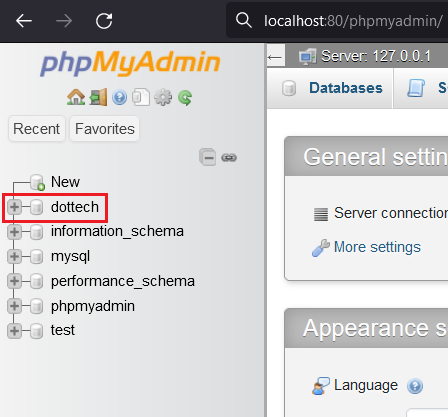 localhost:80/phpmyadmin/
phpMyAdmin
Server: 127.0.0.1
Databases
Recent
Favorites
New
dottech
information_schema
mysql
performance_schema
phpmyadmin
test
General settin
Server connection
More settings
Appearance s
Language